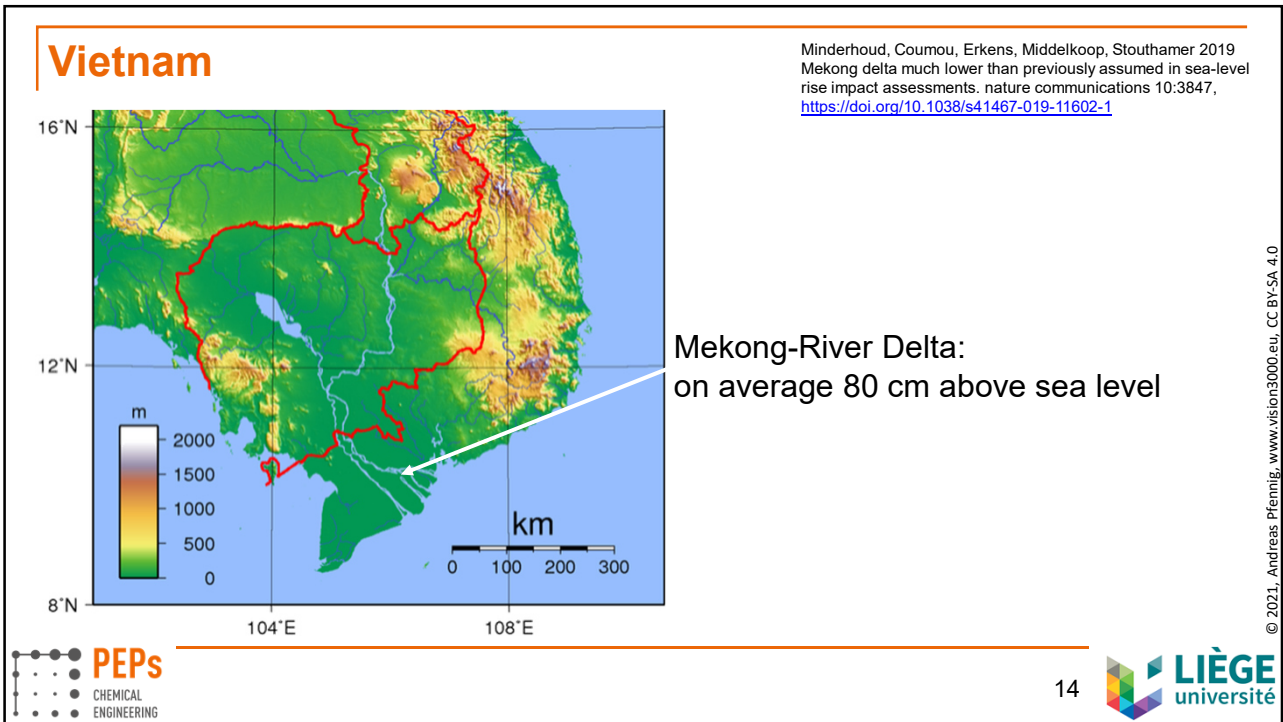 Vietnam
Minderhoud, Coumou, Erkens, Middelkoop, Stouthamer 2019
Mekong delta much lower than previously assumed in sea-level
rise impact assessments. nature communications 10:3847,
https://doi.org/10.1038/s41467-019-11602-1
16°N
12°N
8°N
104°E
108°E
m
2000
1500
1000
500
0
km
0 100 200 300
Mekong-River Delta:
on average 80 cm above sea level
© 2021, Andreas Pfennig, www.vision3000.eu, CC BY-SA 4.0
PEPs
CHEMICAL
ENGINEERING
14
LIÈGE
université